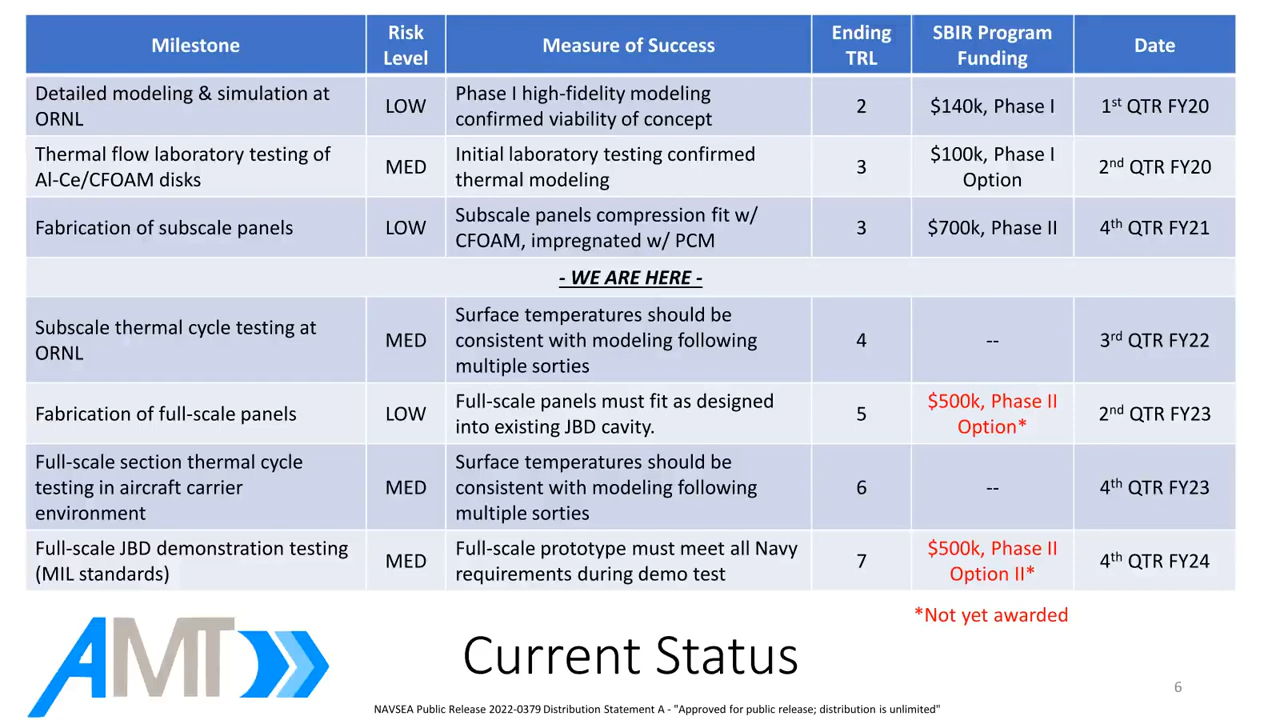 Milestone
Risk
Level
Measure of Success
Ending
TRL
SBIR Program
Funding
Date
Detailed modeling & simulation at
ORNL
LOW
Phase I high-fidelity modeling
confirmed viability of concept
2
$140k, Phase I
1st QTR FY20
Thermal flow laboratory testing of
Al-Ce/CFOAM disks
MED
Initial laboratory testing confirmed
thermal modeling
3
$100k, Phase I
Option
2nd QTR FY20
Fabrication of subscale panels
LOW
Subscale panels compression fit w/
CFOAM, impregnated w/ PCM
3
$700k, Phase II
4th QTR FY21
- WE ARE HERE -
Subscale thermal cycle testing at
ORNL
MED
Surface temperatures should be
consistent with modeling following
multiple sorties
4
--
3rd QTR FY22
Fabrication of full-scale panels
LOW
Full-scale panels must fit as designed
into existing JBD cavity.
5
$500k, Phase II
Option*
2nd QTR FY23
Full-scale section thermal cycle
testing in aircraft carrier
environment
MED
Surface temperatures should be
consistent with modeling following
multiple sorties
6
--
4th QTR FY23
Full-scale JBD demonstration testing
(MIL standards)
MED
Full-scale prototype must meet all Navy
requirements during demo test
7
$500k, Phase II
Option II*
4th QTR FY24
*Not yet awarded
AMT
Current Status
6
NAVSEA Public Release 2022-0379 Distribution Statement A - "Approved for public release; distribution is unlimited"